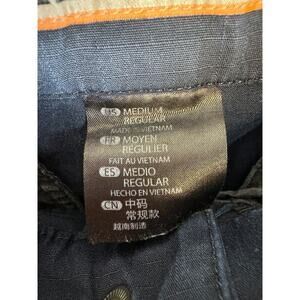 US MEDIUM
REGULAR
MADE IN VIETNAM
FR MOYEN
REGULIER
FAIT AU VIETNAM
ES MEDIO
REGULAR
HECHO EN VIETNAM
CN 中码
常规款
越南制造